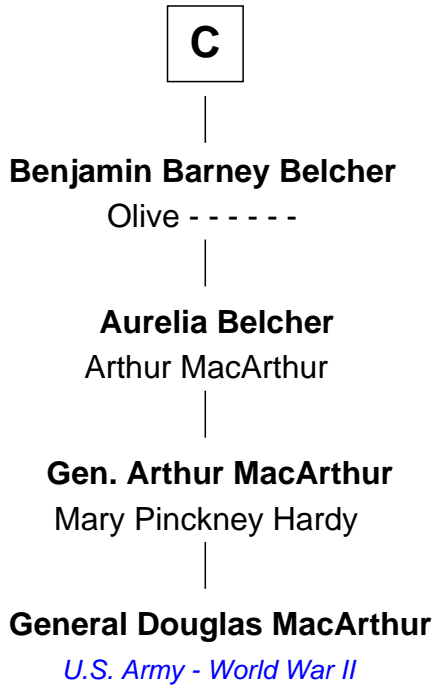 C
Benjamin Barney Belcher
Olive - - - - - -
Aurelia Belcher
Arthur MacArthur
Gen. Arthur MacArthur
Mary Pinckney Hardy
General Douglas MacArthur
U.S. Army - World War II